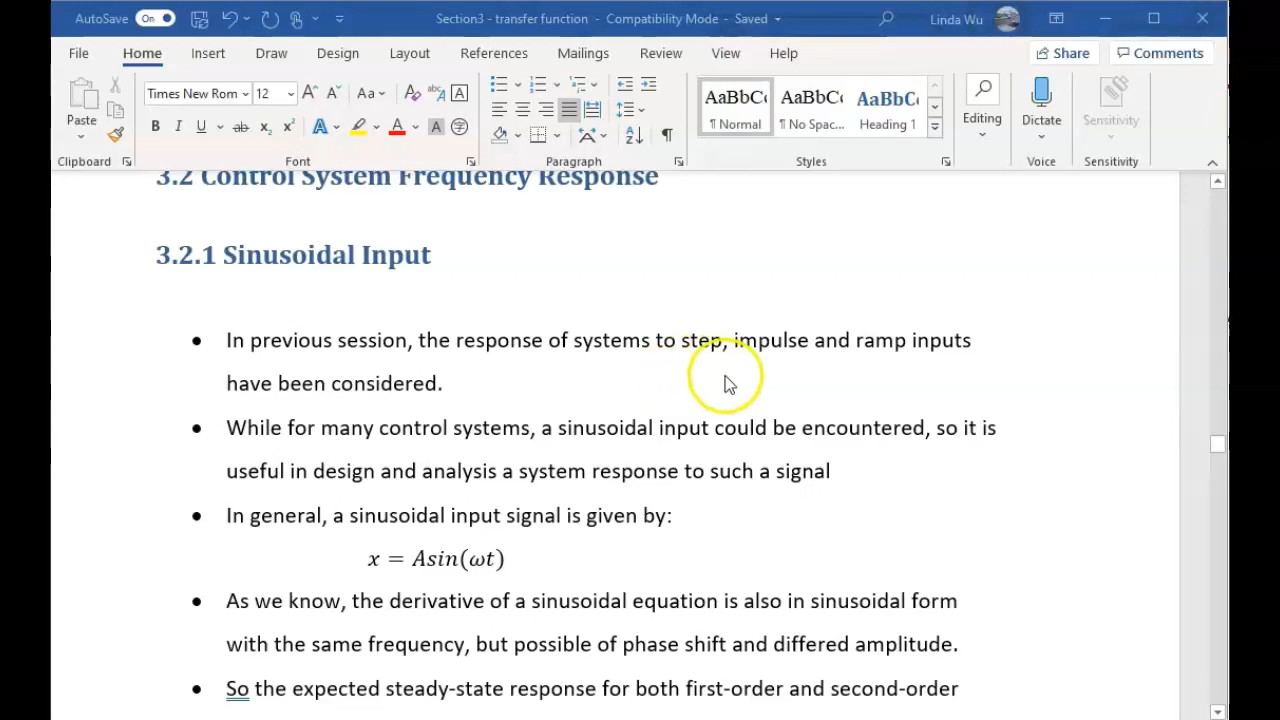 AutoSave On Section3 - transfer function - Compatibility Mode - Saved Linda Wu
File Home Insert Draw Design Layout References Mailings Review View Help Share Comments
Times New Rom 12 Aa A AaBbCc AaBbCc AaBbCc
Paste ¶ Normal ¶ No Spac... Heading 1 Editing Dictate Sensitivity
B I U ab x₂ x² A A A ¶
Clipboard Font Paragraph Styles Voice Sensitivity
3.2 Control System Frequency Response
3.2.1 Sinusoidal Input
• In previous session, the response of systems to step, impulse and ramp inputs
have been considered.
• While for many control systems, a sinusoidal input could be encountered, so it is
useful in design and analysis a system response to such a signal
• In general, a sinusoidal input signal is given by:
x = Asin(ωt)
• As we know, the derivative of a sinusoidal equation is also in sinusoidal form
with the same frequency, but possible of phase shift and differed amplitude.
• So the expected steady-state response for both first-order and second-order